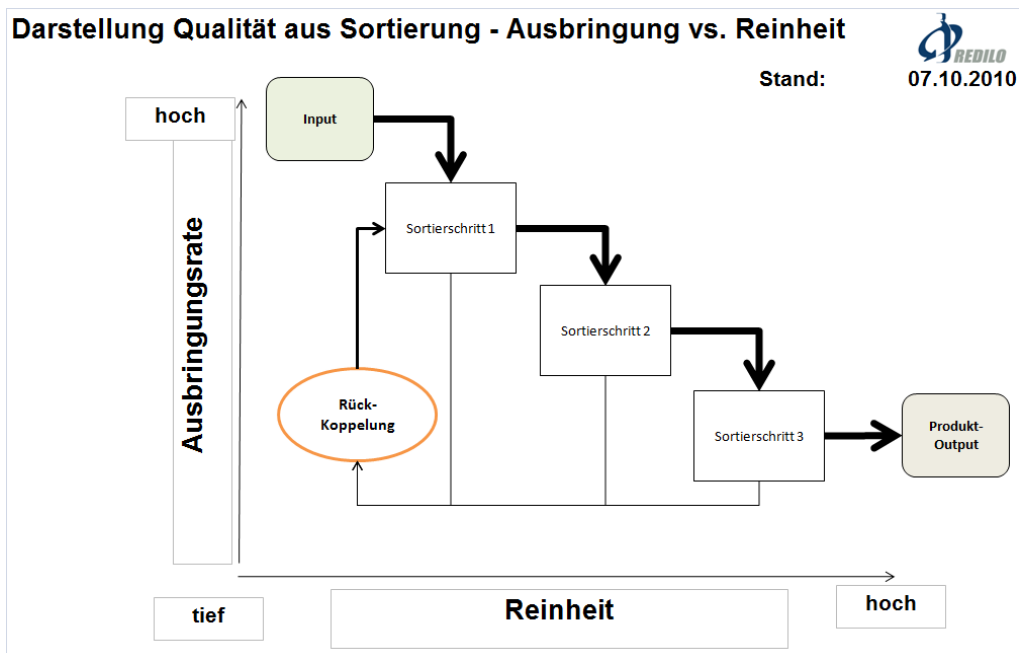 Darstellung Qualität aus Sortierung - Ausbringung vs. Reinheit
REDILO
Stand: 07.10.2010
hoch
Input
Ausbringungsrate
Sortierschritt 1
Sortierschritt 2
Rück-
Koppelung
Sortierschritt 3
Produkt-
Output
tief
Reinheit
hoch